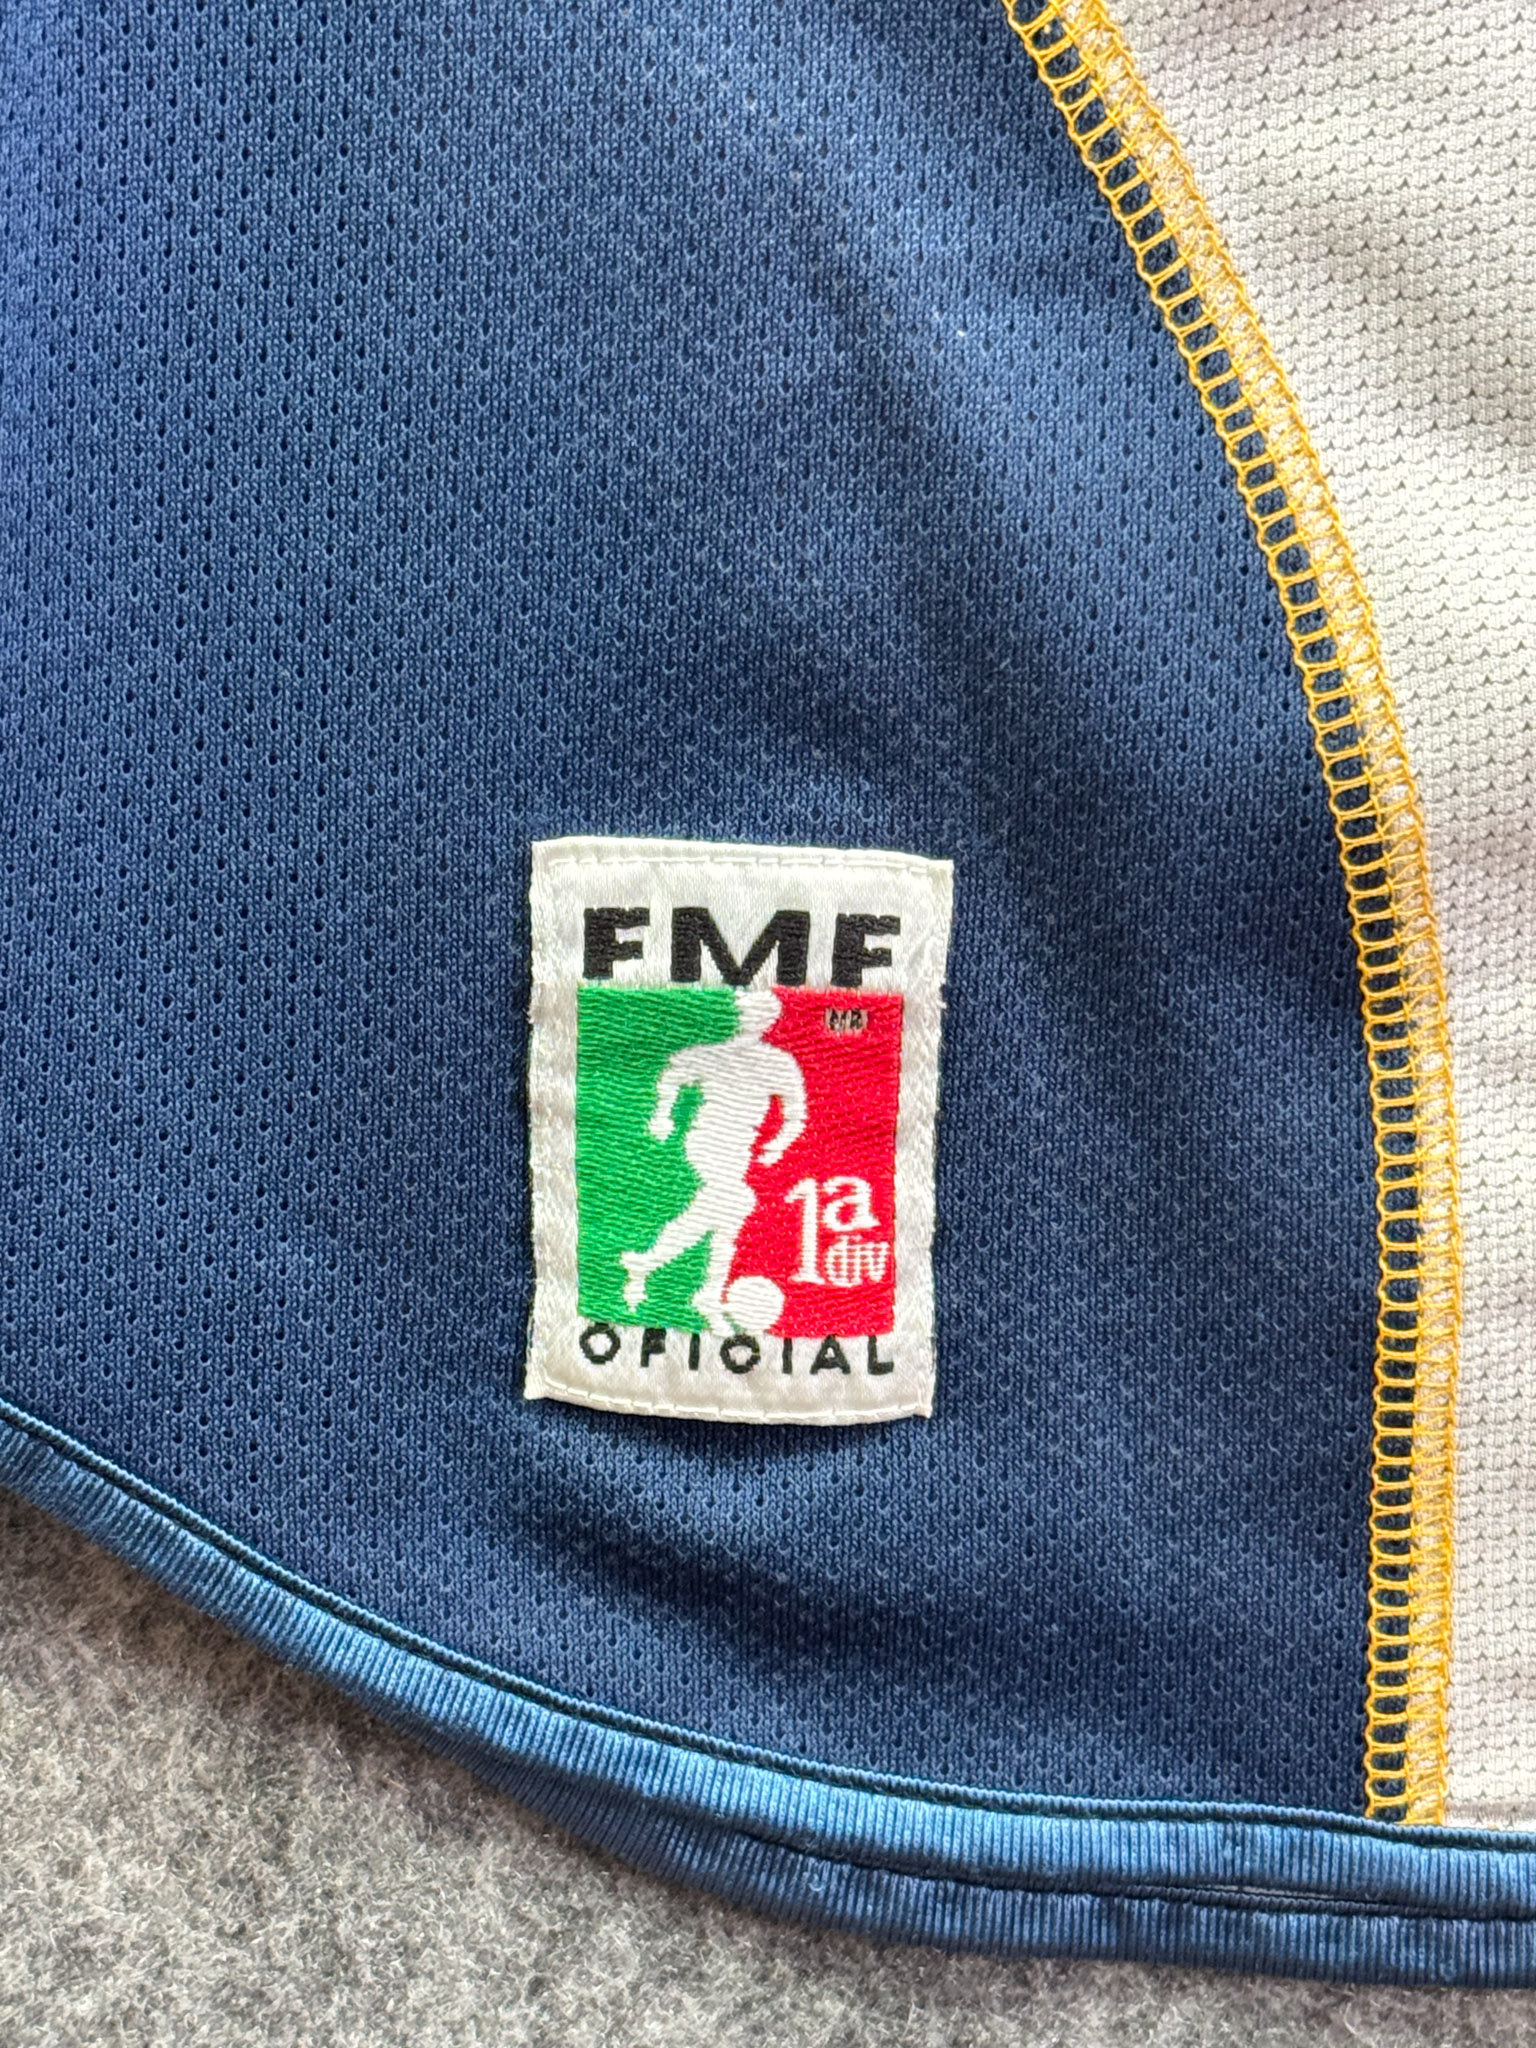 FMF
MR
1a
div
OFICIAL